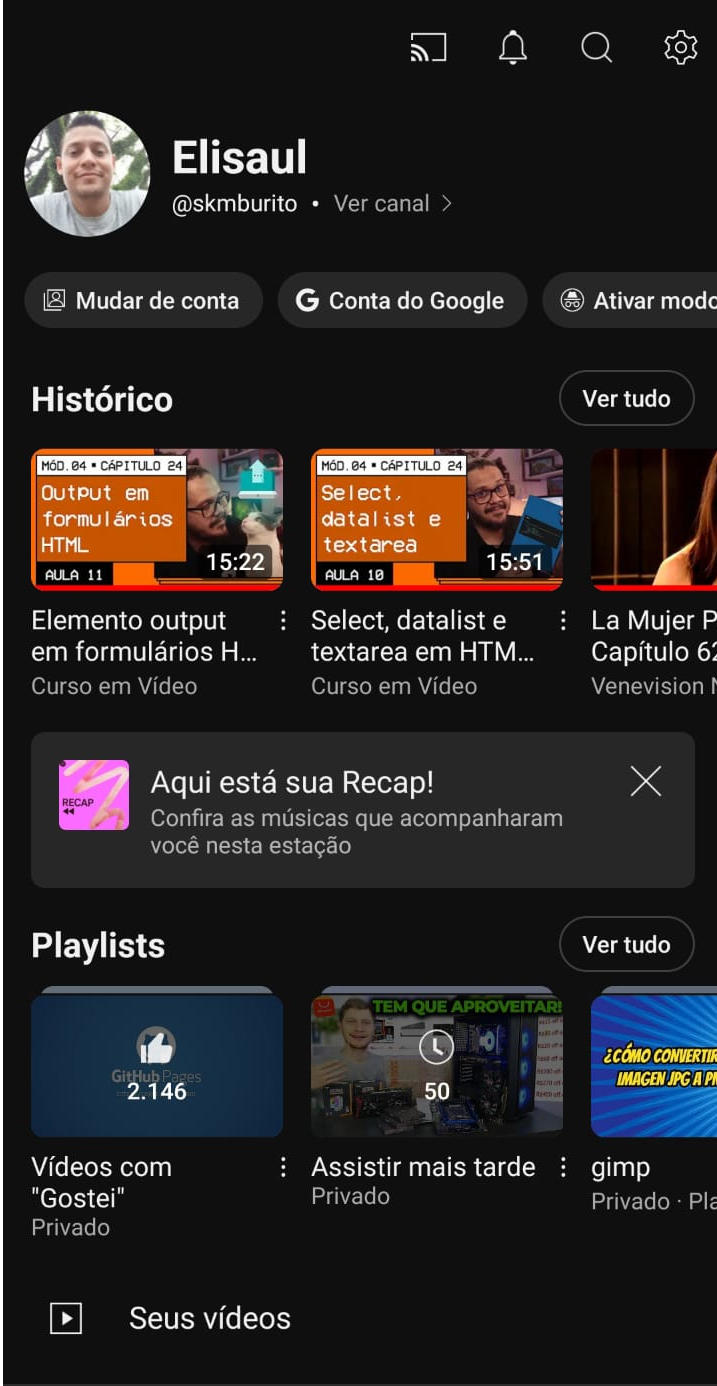 Elisaul
@skmburito • Ver canal >
Mudar de conta
Conta do Google
Ativar modo
Histórico
Ver tudo
MÓD.04 • CÁPITULO 24
Output em
formulários
HTML
AULA 11
15:22
MÓD.04 • CÁPITULO 24
Select,
datalist e
textarea
AULA 10
15:51
Elemento output
em formulários H...
Curso em Vídeo
Select, datalist e
textarea em HTM...
Curso em Vídeo
La Mujer P
Capítulo 62
Venevision N
RECAP
Aqui está sua Recap!
Confira as músicas que acompanharam
você nesta estação
Playlists
Ver tudo
GitHub Pages
2.146
TEM QUE APROVEITAR!
50
¿CÓMO CONVERTIR
IMAGEN JPG A P
Vídeos com
"Gostei"
Privado
Assistir mais tarde
Privado
gimp
Privado · Pla
Seus vídeos